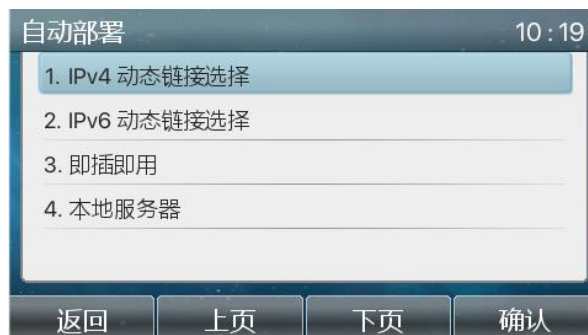 自动部署 10:19
1. IPv4 动态链接选择
2. IPv6 动态链接选择
3. 即插即用
4. 本地服务器
返回 上页 下页 确认